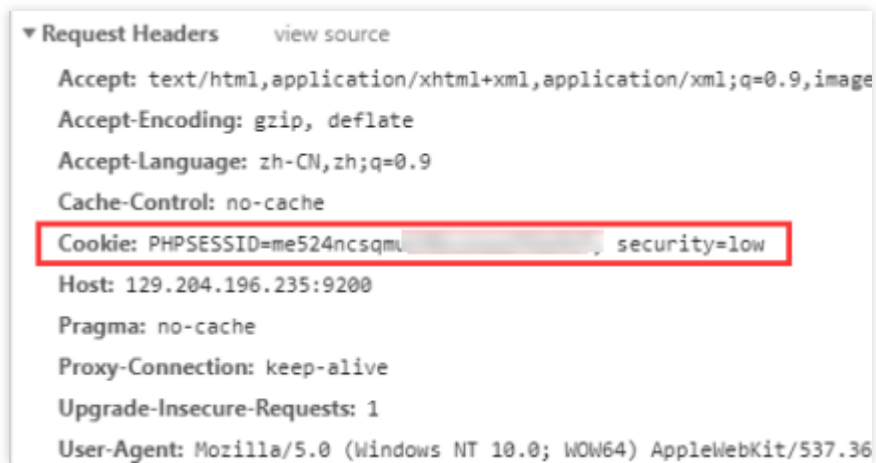 ▼ Request Headers view source
Accept: text/html,application/xhtml+xml,application/xml;q=0.9,image
Accept-Encoding: gzip, deflate
Accept-Language: zh-CN,zh;q=0.9
Cache-Control: no-cache
Cookie: PHPSESSID=me524ncsqmu ; security=low
Host: 129.204.196.235:9200
Pragma: no-cache
Proxy-Connection: keep-alive
Upgrade-Insecure-Requests: 1
User-Agent: Mozilla/5.0 (Windows NT 10.0; WOW64) AppleWebKit/537.36